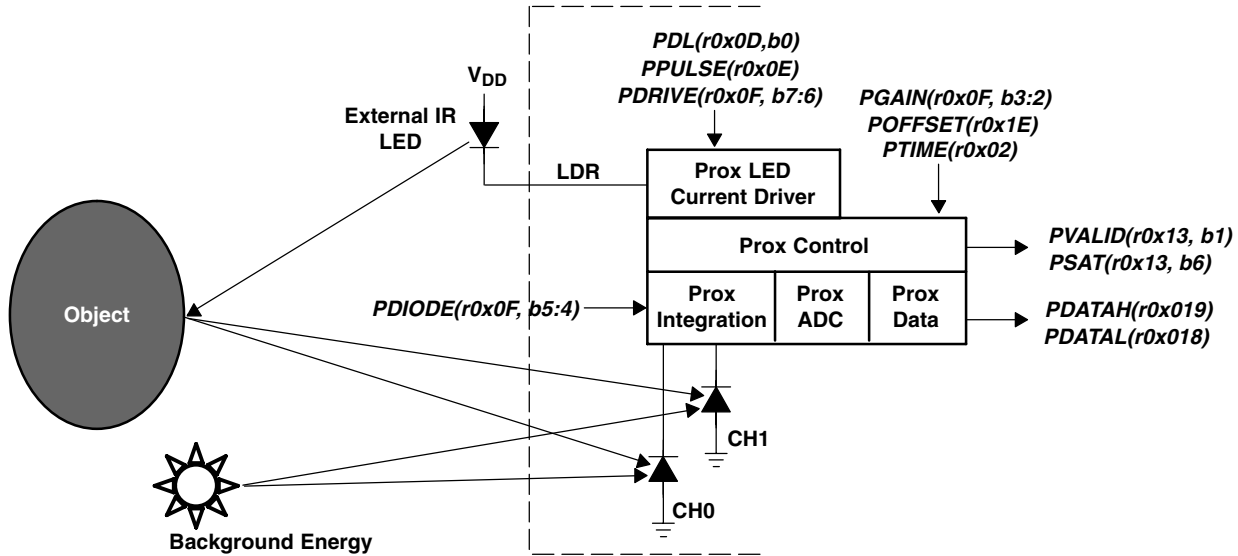 PDL(r0x0D,b0)
PPULSE(r0x0E)
PDRIVE(r0x0F, b7:6)
VDD
External IR
LED
PGAIN(r0x0F, b3:2)
POFFSET(r0x1E)
PTIME(r0x02)
LDR
Prox LED
Current Driver
Prox Control
PVALID(r0x13, b1)
PSAT(r0x13, b6)
Object
PDIODE(r0x0F, b5:4)
Prox
Integration
Prox
ADC
Prox
Data
PDATAH(r0x019)
PDATAL(r0x018)
CH1
CH0
Background Energy